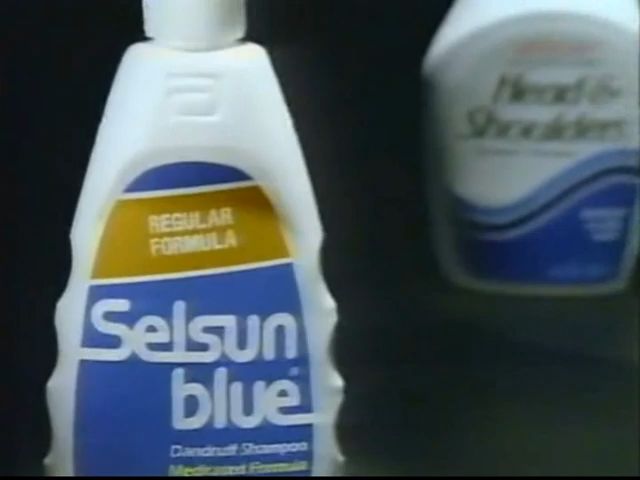 REGULAR
FORMULA
Selsun
blue
Dandruff Shampoo
Medicated Formula
Head &
Shoulders